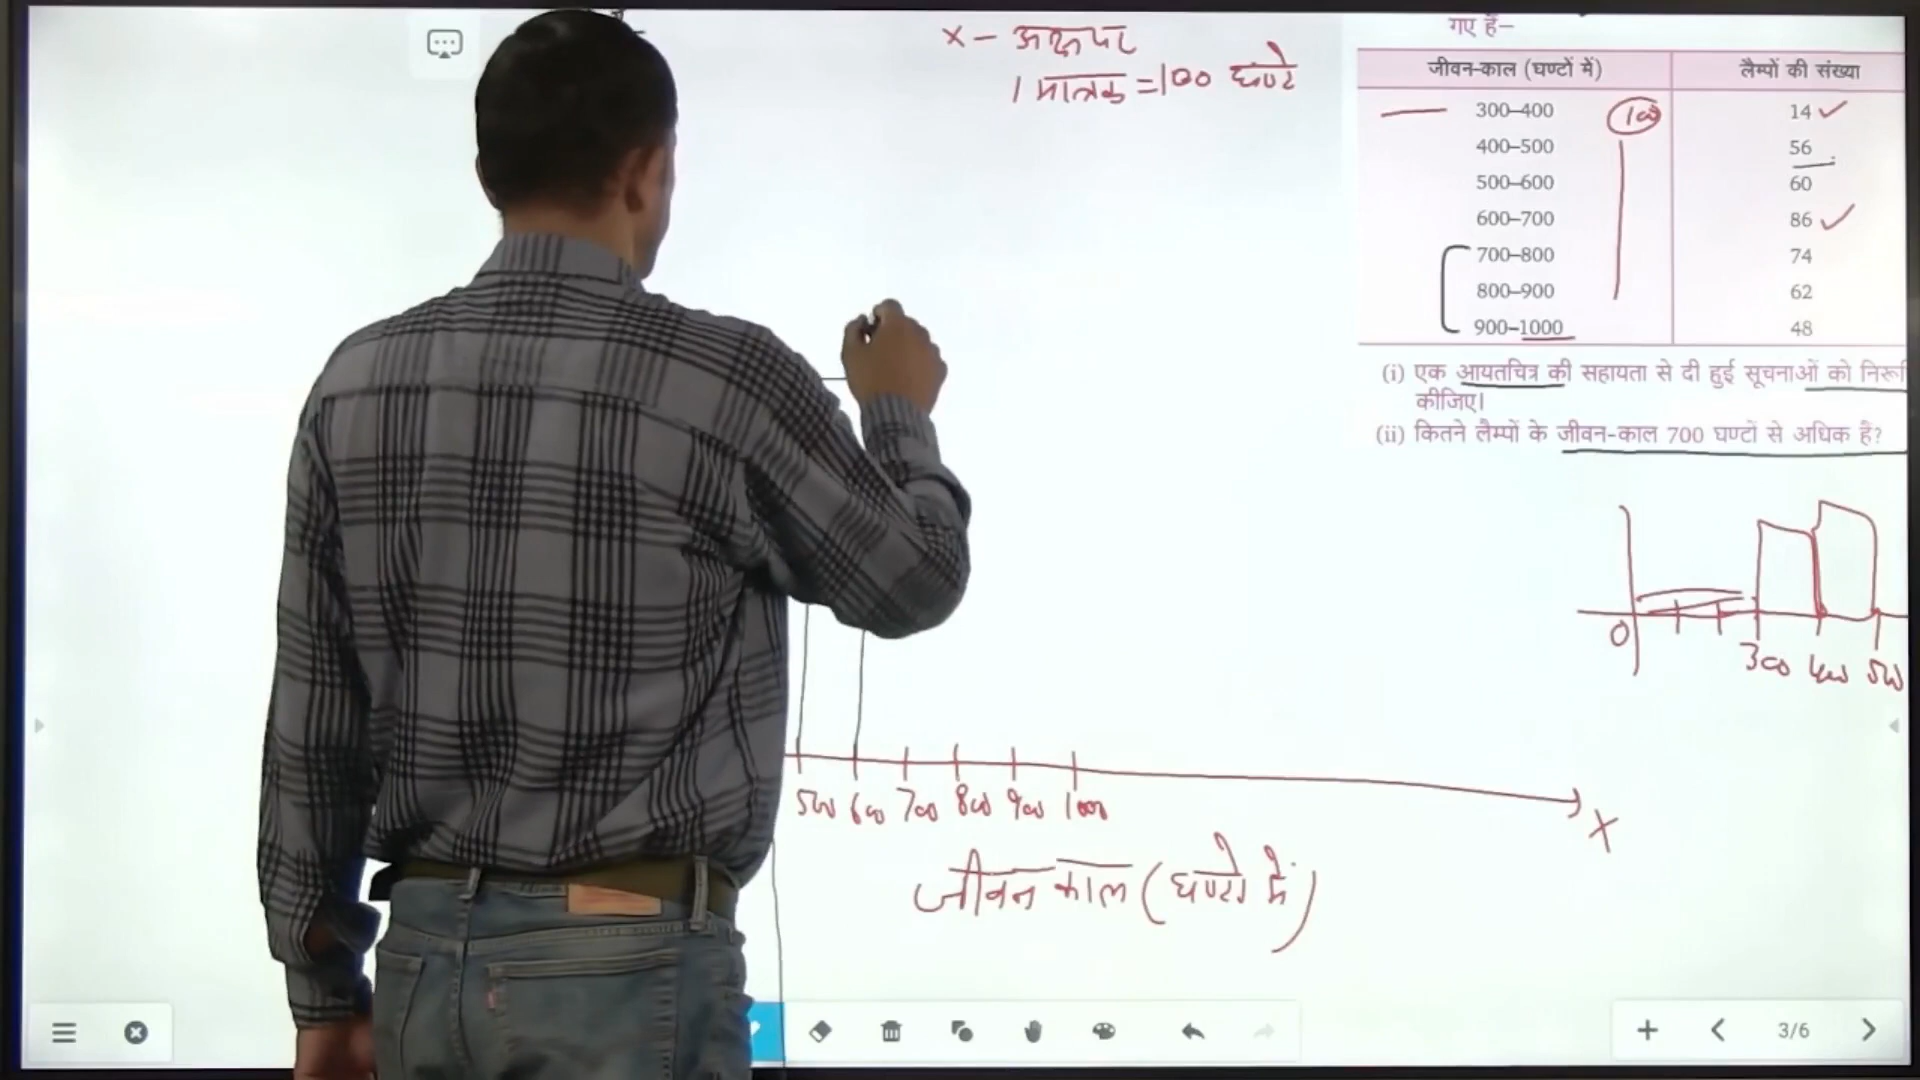 x - अक्ष पर
1 मात्रक = 100 घण्टे
गए हैं–
जीवन-काल (घण्टों में) लैम्पों की संख्या
300–400 100 14
400–500 56
500–600 60
600–700 86
700–800 74
800–900 62
900–1000 48
(i) एक आयतचित्र की सहायता से दी हुई सूचनाओं को निरू
कीजिए।
(ii) कितने लैम्पों के जीवन-काल 700 घण्टों से अधिक हैं?
0 300 400 500
500 600 700 800 900 1000 X
जीवन काल (घण्टों में)
3/6